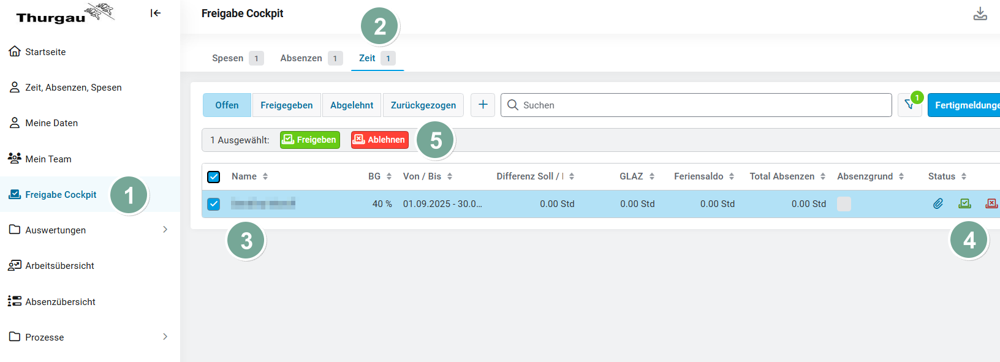 Thurgau
Startseite
Zeit, Absenzen, Spesen
Meine Daten
Mein Team
Freigabe Cockpit
1
Auswertungen
Arbeitsübersicht
Absenzübersicht
Prozesse
Freigabe Cockpit
2
Spesen 1 Absenzen 1 Zeit 1
Offen Freigegeben Abgelehnt Zurückgezogen + Suchen 1 Fertigmeldunge
1 Ausgewählt: Freigeben Ablehnen 5
Name BG Von / Bis Differenz Soll / I GLAZ Feriensaldo Total Absenzen Absenzgrund Status
40 % 01.09.2025 - 30.0... 0.00 Std 0.00 Std 0.00 Std 0.00 Std
3
4